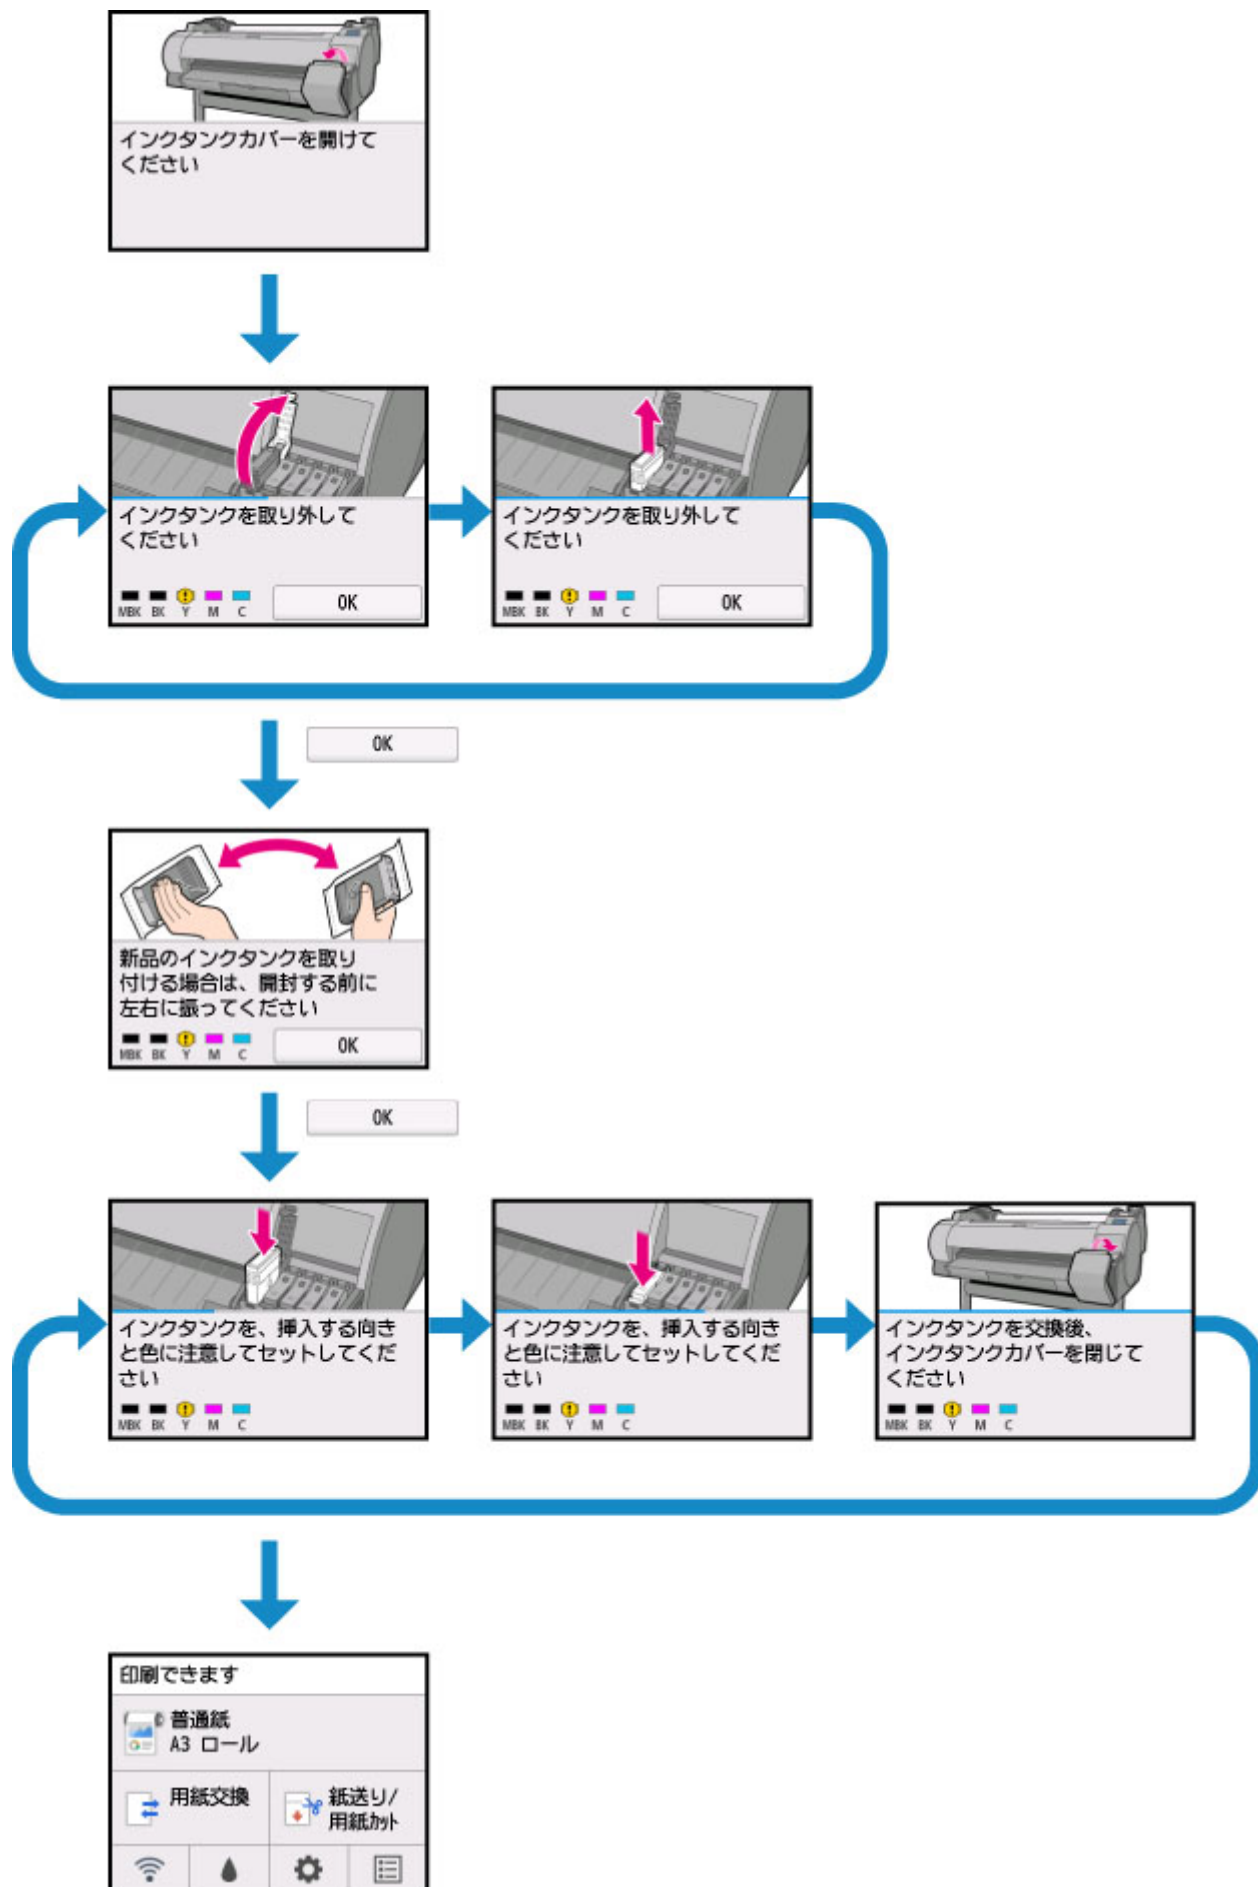 インクタンクカバーを開けて
ください
インクタンクを取り外して
ください
MBK BK Y M C
OK
インクタンクを取り外して
ください
MBK BK Y M C
OK
OK
新品のインクタンクを取り
付ける場合は、開封する前に
左右に振ってください
MBK BK Y M C
OK
OK
インクタンクを、挿入する向き
と色に注意してセットしてくだ
さい
MBK BK Y M C
インクタンクを、挿入する向き
と色に注意してセットしてくだ
さい
MBK BK Y M C
インクタンクを交換後、
インクタンクカバーを閉じて
ください
MBK BK Y M C
印刷できます
普通紙
A3 ロール
用紙交換
紙送り/
用紙ｶｯﾄ